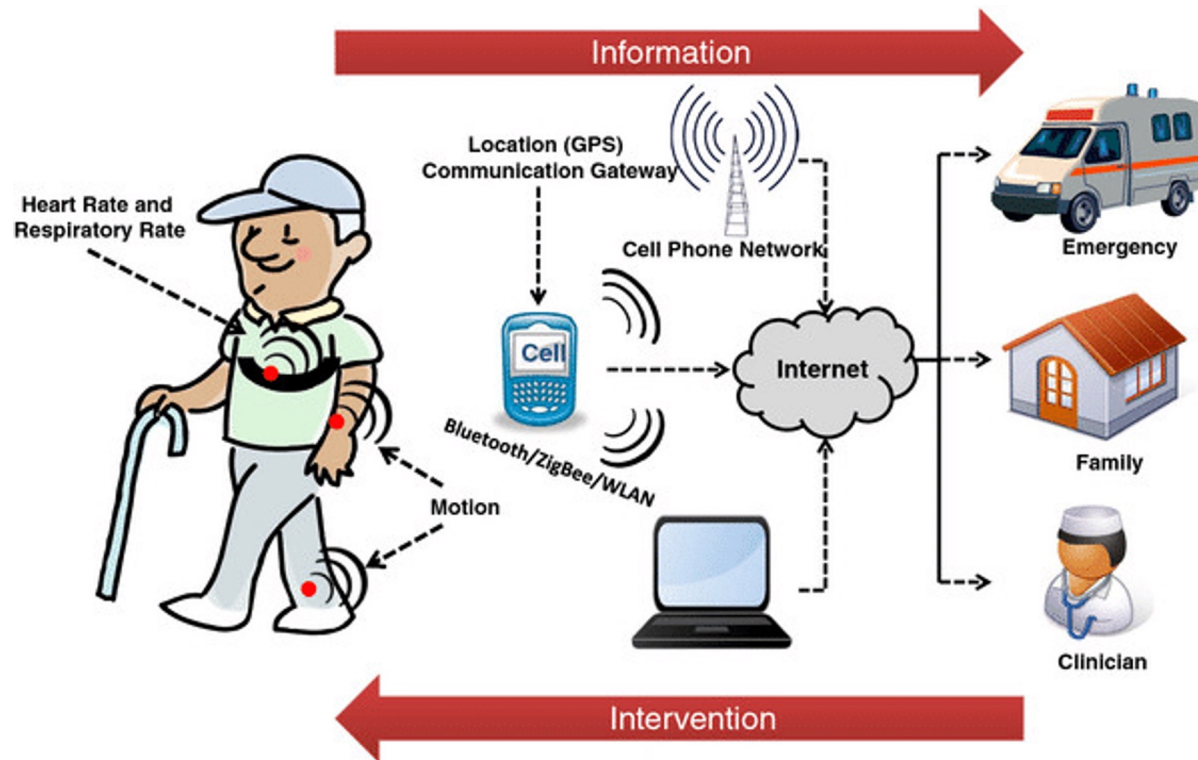 Information
Location (GPS)
Communication Gateway
Heart Rate and
Respiratory Rate
Cell Phone Network
Emergency
Cell
Internet
Bluetooth/ZigBee/WLAN
Family
Motion
Clinician
Intervention